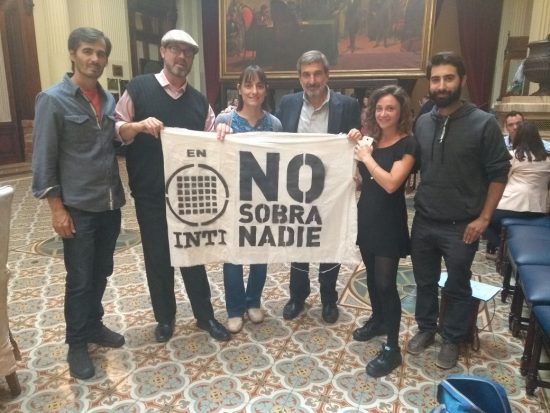 EN
INTI
NO
SOBRA
NADIE